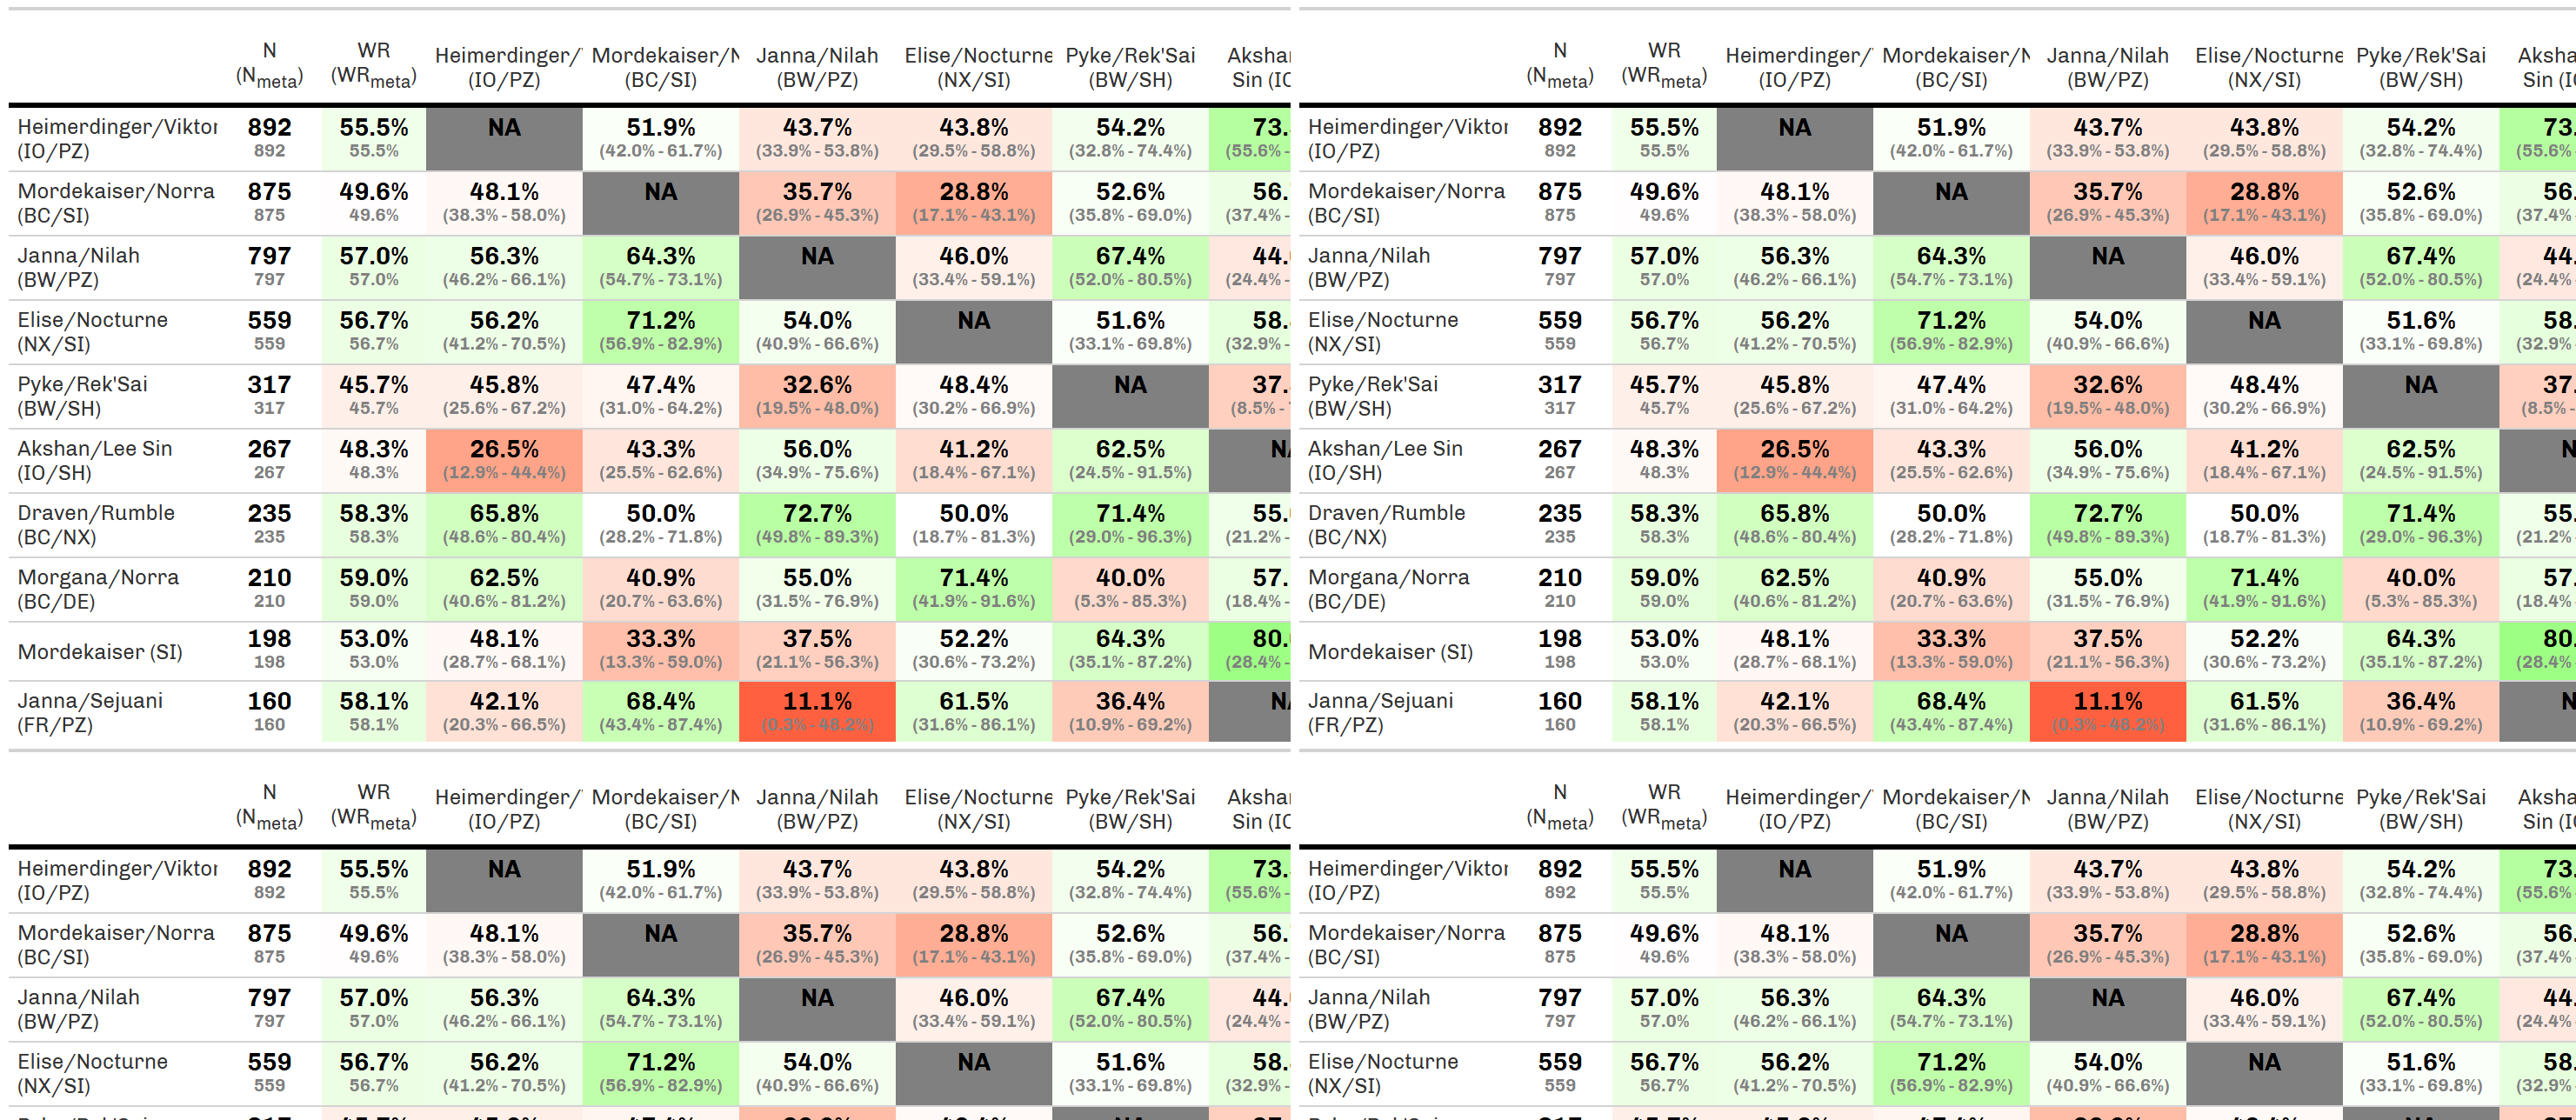 N WR Heimerdinger/ Mordekaiser/N Janna/Nilah Elise/Nocturne Pyke/Rek'Sai Akshan
(Nmeta) (WRmeta) (IO/PZ) (BC/SI) (BW/PZ) (NX/SI) (BW/SH) Sin (IO
Heimerdinger/Viktor 892 55.5% NA 51.9% 43.7% 43.8% 54.2% 73.
(IO/PZ) 892 55.5% (42.0% - 61.7%) (33.9% - 53.8%) (29.5% - 58.8%) (32.8% - 74.4%) (55.6% -
Mordekaiser/Norra 875 49.6% 48.1% NA 35.7% 28.8% 52.6% 56.
(BC/SI) 875 49.6% (38.3% - 58.0%) (26.9% - 45.3%) (17.1% - 43.1%) (35.8% - 69.0%) (37.4% -
Janna/Nilah 797 57.0% 56.3% 64.3% NA 46.0% 67.4% 44.
(BW/PZ) 797 57.0% (46.2% - 66.1%) (54.7% - 73.1%) (33.4% - 59.1%) (52.0% - 80.5%) (24.4% -
Elise/Nocturne 559 56.7% 56.2% 71.2% 54.0% NA 51.6% 58.
(NX/SI) 559 56.7% (41.2% - 70.5%) (56.9% - 82.9%) (40.9% - 66.6%) (33.1% - 69.8%) (32.9% -
Pyke/Rek'Sai 317 45.7% 45.8% 47.4% 32.6% 48.4% NA 37.
(BW/SH) 317 45.7% (25.6% - 67.2%) (31.0% - 64.2%) (19.5% - 48.0%) (30.2% - 66.9%) (8.5% -
Akshan/Lee Sin 267 48.3% 26.5% 43.3% 56.0% 41.2% 62.5% NA
(IO/SH) 267 48.3% (12.9% - 44.4%) (25.5% - 62.6%) (34.9% - 75.6%) (18.4% - 67.1%) (24.5% - 91.5%)
Draven/Rumble 235 58.3% 65.8% 50.0% 72.7% 50.0% 71.4% 55.
(BC/NX) 235 58.3% (48.6% - 80.4%) (28.2% - 71.8%) (49.8% - 89.3%) (18.7% - 81.3%) (29.0% - 96.3%) (21.2% -
Morgana/Norra 210 59.0% 62.5% 40.9% 55.0% 71.4% 40.0% 57.
(BC/DE) 210 59.0% (40.6% - 81.2%) (20.7% - 63.6%) (31.5% - 76.9%) (41.9% - 91.6%) (5.3% - 85.3%) (18.4% -
Mordekaiser (SI) 198 53.0% 48.1% 33.3% 37.5% 52.2% 64.3% 80.
198 53.0% (28.7% - 68.1%) (13.3% - 59.0%) (21.1% - 56.3%) (30.6% - 73.2%) (35.1% - 87.2%) (28.4% -
Janna/Sejuani 160 58.1% 42.1% 68.4% 11.1% 61.5% 36.4% NA
(FR/PZ) 160 58.1% (20.3% - 66.5%) (43.4% - 87.4%) (0.3% - 48.2%) (31.6% - 86.1%) (10.9% - 69.2%)
N WR Heimerdinger/ Mordekaiser/N Janna/Nilah Elise/Nocturne Pyke/Rek'Sai Aksha
(Nmeta) (WRmeta) (IO/PZ) (BC/SI) (BW/PZ) (NX/SI) (BW/SH) Sin (I
Heimerdinger/Viktor 892 55.5% NA 51.9% 43.7% 43.8% 54.2% 73.
(IO/PZ) 892 55.5% (42.0% - 61.7%) (33.9% - 53.8%) (29.5% - 58.8%) (32.8% - 74.4%) (55.6%
Mordekaiser/Norra 875 49.6% 48.1% NA 35.7% 28.8% 52.6% 56.
(BC/SI) 875 49.6% (38.3% - 58.0%) (26.9% - 45.3%) (17.1% - 43.1%) (35.8% - 69.0%) (37.4%
Janna/Nilah 797 57.0% 56.3% 64.3% NA 46.0% 67.4% 44.
(BW/PZ) 797 57.0% (46.2% - 66.1%) (54.7% - 73.1%) (33.4% - 59.1%) (52.0% - 80.5%) (24.4%
Elise/Nocturne 559 56.7% 56.2% 71.2% 54.0% NA 51.6% 58.
(NX/SI) 559 56.7% (41.2% - 70.5%) (56.9% - 82.9%) (40.9% - 66.6%) (33.1% - 69.8%) (32.9%
Pyke/Rek'Sai 317 45.7% 45.8% 47.4% 32.6% 48.4% NA 37.
(BW/SH) 317 45.7% (25.6% - 67.2%) (31.0% - 64.2%) (19.5% - 48.0%) (30.2% - 66.9%) (8.5% -
Akshan/Lee Sin 267 48.3% 26.5% 43.3% 56.0% 41.2% 62.5% N
(IO/SH) 267 48.3% (12.9% - 44.4%) (25.5% - 62.6%) (34.9% - 75.6%) (18.4% - 67.1%) (24.5% - 91.5%)
Draven/Rumble 235 58.3% 65.8% 50.0% 72.7% 50.0% 71.4% 55.
(BC/NX) 235 58.3% (48.6% - 80.4%) (28.2% - 71.8%) (49.8% - 89.3%) (18.7% - 81.3%) (29.0% - 96.3%) (21.2%
Morgana/Norra 210 59.0% 62.5% 40.9% 55.0% 71.4% 40.0% 57.
(BC/DE) 210 59.0% (40.6% - 81.2%) (20.7% - 63.6%) (31.5% - 76.9%) (41.9% - 91.6%) (5.3% - 85.3%) (18.4%
Mordekaiser (SI) 198 53.0% 48.1% 33.3% 37.5% 52.2% 64.3% 80.
198 53.0% (28.7% - 68.1%) (13.3% - 59.0%) (21.1% - 56.3%) (30.6% - 73.2%) (35.1% - 87.2%) (28.4%
Janna/Sejuani 160 58.1% 42.1% 68.4% 11.1% 61.5% 36.4% N
(FR/PZ) 160 58.1% (20.3% - 66.5%) (43.4% - 87.4%) (0.3% - 48.2%) (31.6% - 86.1%) (10.9% - 69.2%)
N WR Heimerdinger/ Mordekaiser/N Janna/Nilah Elise/Nocturne Pyke/Rek'Sai Akshan
(Nmeta) (WRmeta) (IO/PZ) (BC/SI) (BW/PZ) (NX/SI) (BW/SH) Sin (IO
Heimerdinger/Viktor 892 55.5% NA 51.9% 43.7% 43.8% 54.2% 73.
(IO/PZ) 892 55.5% (42.0% - 61.7%) (33.9% - 53.8%) (29.5% - 58.8%) (32.8% - 74.4%) (55.6% -
Mordekaiser/Norra 875 49.6% 48.1% NA 35.7% 28.8% 52.6% 56.
(BC/SI) 875 49.6% (38.3% - 58.0%) (26.9% - 45.3%) (17.1% - 43.1%) (35.8% - 69.0%) (37.4% -
Janna/Nilah 797 57.0% 56.3% 64.3% NA 46.0% 67.4% 44.
(BW/PZ) 797 57.0% (46.2% - 66.1%) (54.7% - 73.1%) (33.4% - 59.1%) (52.0% - 80.5%) (24.4% -
Elise/Nocturne 559 56.7% 56.2% 71.2% 54.0% NA 51.6% 58.
(NX/SI) 559 56.7% (41.2% - 70.5%) (56.9% - 82.9%) (40.9% - 66.6%) (33.1% - 69.8%) (32.9% -
N WR Heimerdinger/ Mordekaiser/N Janna/Nilah Elise/Nocturne Pyke/Rek'Sai Aksha
(Nmeta) (WRmeta) (IO/PZ) (BC/SI) (BW/PZ) (NX/SI) (BW/SH) Sin (I
Heimerdinger/Viktor 892 55.5% NA 51.9% 43.7% 43.8% 54.2% 73.
(IO/PZ) 892 55.5% (42.0% - 61.7%) (33.9% - 53.8%) (29.5% - 58.8%) (32.8% - 74.4%) (55.6%
Mordekaiser/Norra 875 49.6% 48.1% NA 35.7% 28.8% 52.6% 56.
(BC/SI) 875 49.6% (38.3% - 58.0%) (26.9% - 45.3%) (17.1% - 43.1%) (35.8% - 69.0%) (37.4%
Janna/Nilah 797 57.0% 56.3% 64.3% NA 46.0% 67.4% 44.
(BW/PZ) 797 57.0% (46.2% - 66.1%) (54.7% - 73.1%) (33.4% - 59.1%) (52.0% - 80.5%) (24.4%
Elise/Nocturne 559 56.7% 56.2% 71.2% 54.0% NA 51.6% 58.
(NX/SI) 559 56.7% (41.2% - 70.5%) (56.9% - 82.9%) (40.9% - 66.6%) (33.1% - 69.8%) (32.9%